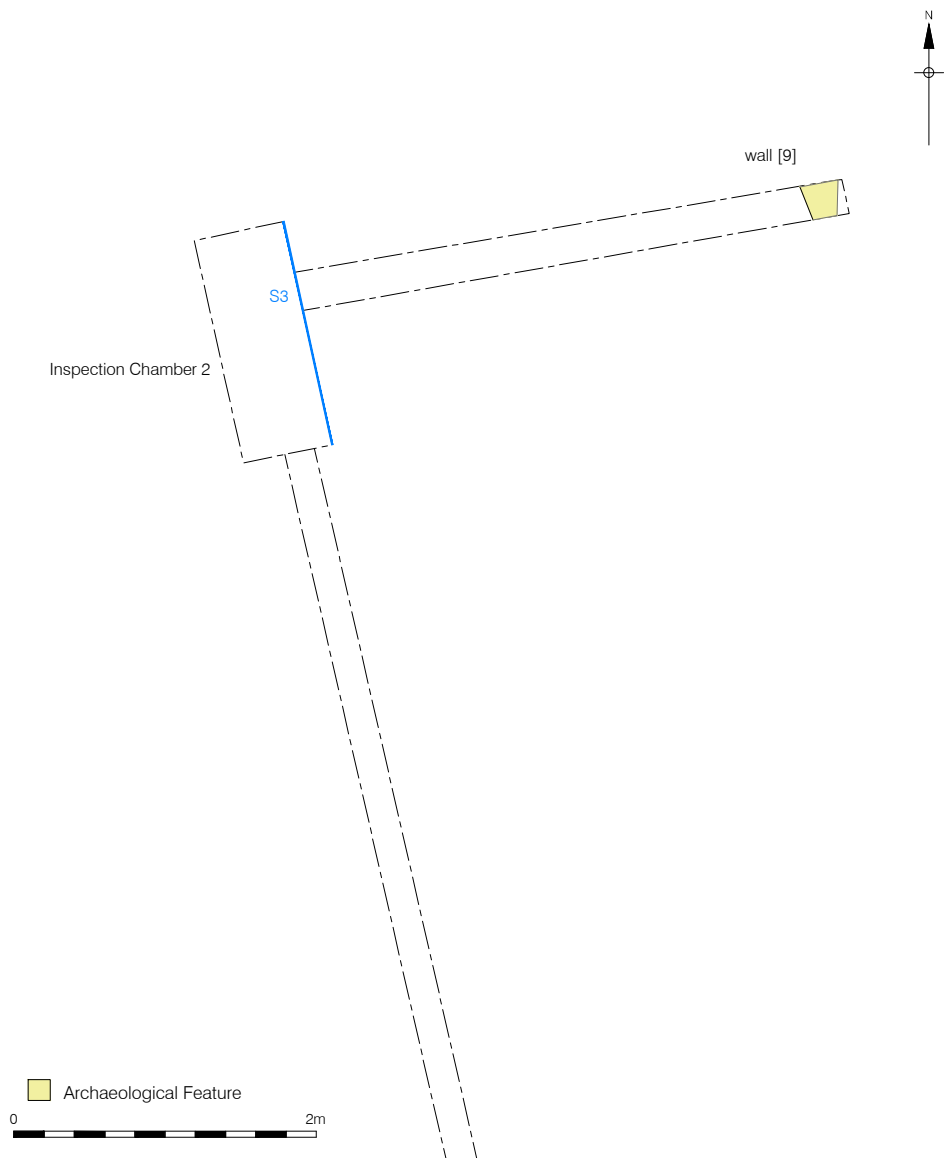 N
wall [9]
S3
Inspection Chamber 2
Archaeological Feature
0 2m